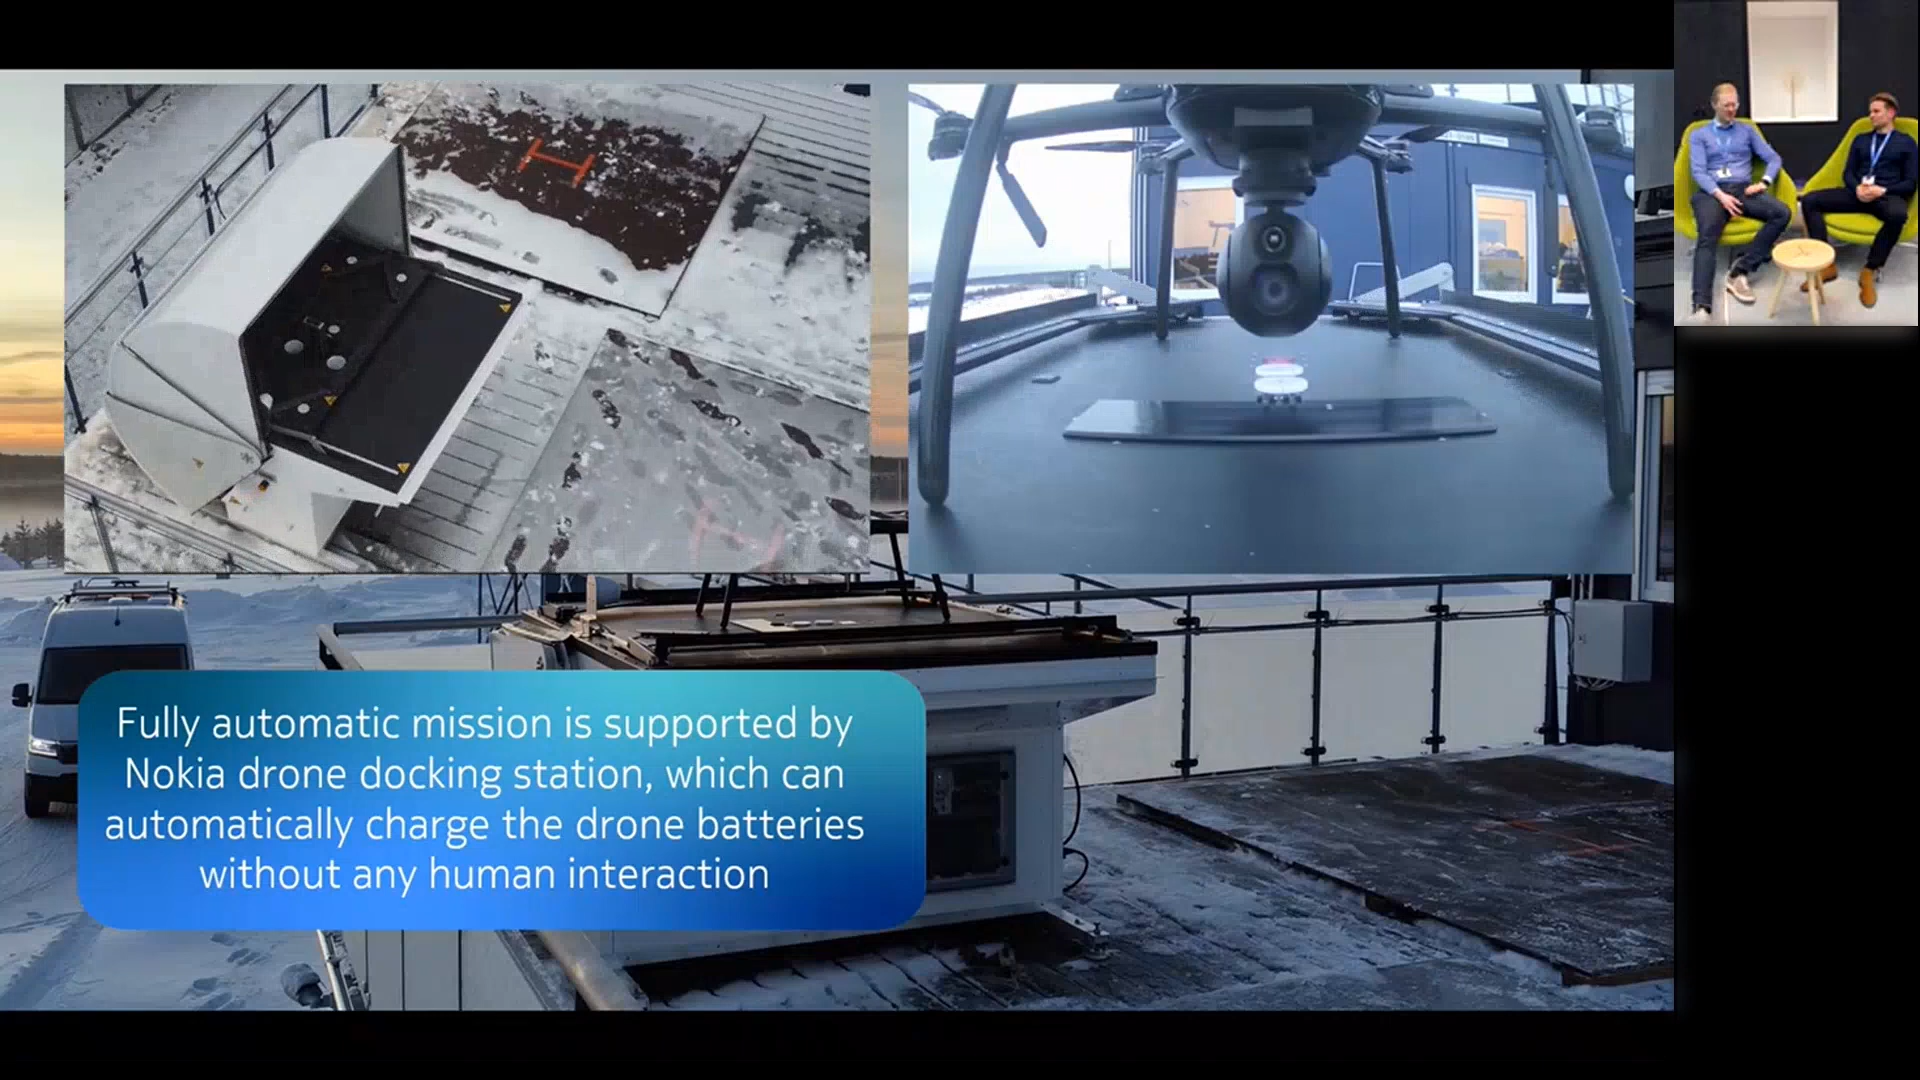 Fully automatic mission is supported by
Nokia drone docking station, which can
automatically charge the drone batteries
without any human interaction